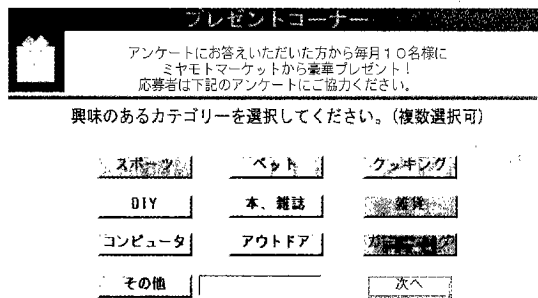 プレゼントコーナー
アンケートにお答えいただいた方から毎月１０名様に
ミヤモトマーケットから豪華プレゼント！
応募者は下記のアンケートにご協力ください。
興味のあるカテゴリーを選択してください。(複数選択可)
スポーツ ペット クッキング
DIY 本、雑誌 雑貨
コンピュータ アウトドア
その他 次へ